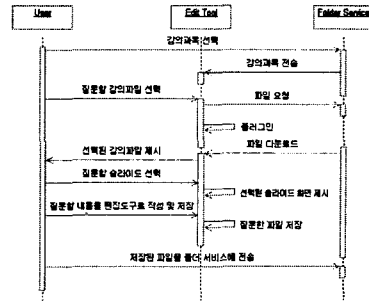 User Edit Tool Folder Service
강의과목 선택
강의과목 전송
질문할 강의파일 선택
파일 요청
플러그인
파일 다운로드
선택된 강의파일 제시
질문할 슬라이드 선택
선택된 슬라이드 화면 제시
질문할 내용을 편집도구로 작성 및 저장
질문한 파일 저장
저장된 파일을 폴더 서비스에 전송